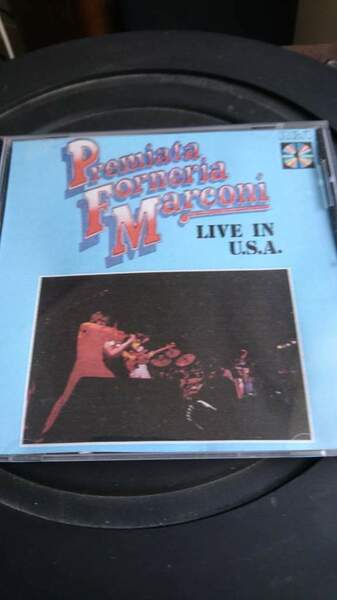 Premiata
Forneria
Marconi
LIVE IN
U.S.A.